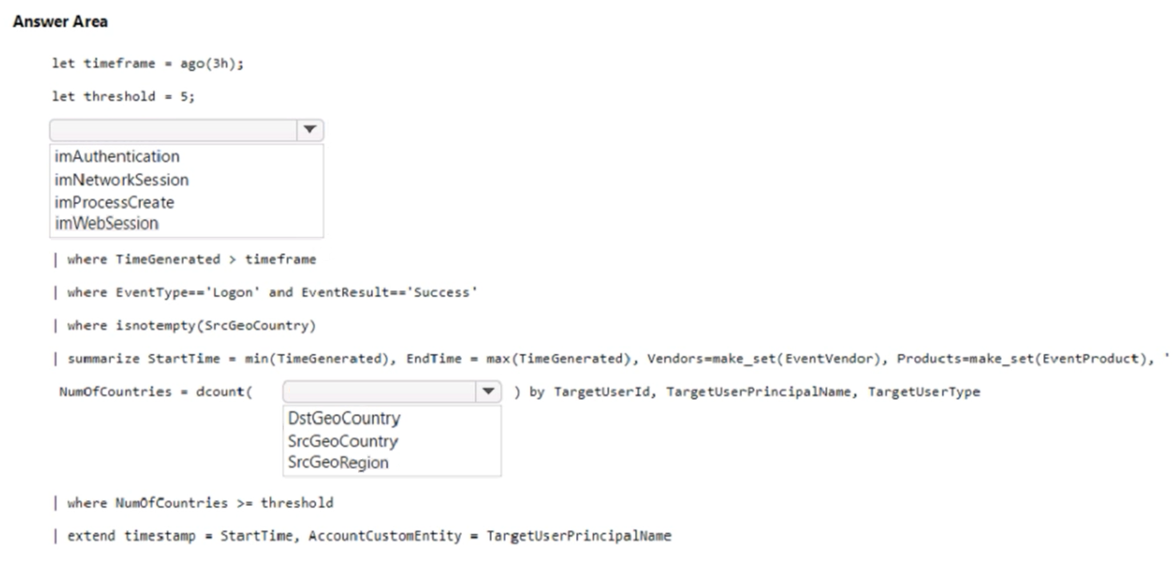 Answer Area
let timeframe = ago(3h);
let threshold = 5;
imAuthentication
imNetworkSession
imProcessCreate
imWebSession
| where TimeGenerated > timeframe
| where EventType=='Logon' and EventResult=='Success'
| where isnotempty(SrcGeoCountry)
| summarize StartTime = min(TimeGenerated), EndTime = max(TimeGenerated), Vendors=make_set(EventVendor), Products=make_set(EventProduct), '
NumOfCountries = dcount( ) by TargetUserId, TargetUserPrincipalName, TargetUserType
DstGeoCountry
SrcGeoCountry
SrcGeoRegion
| where NumOfCountries >= threshold
| extend timestamp = StartTime, AccountCustomEntity = TargetUserPrincipalName